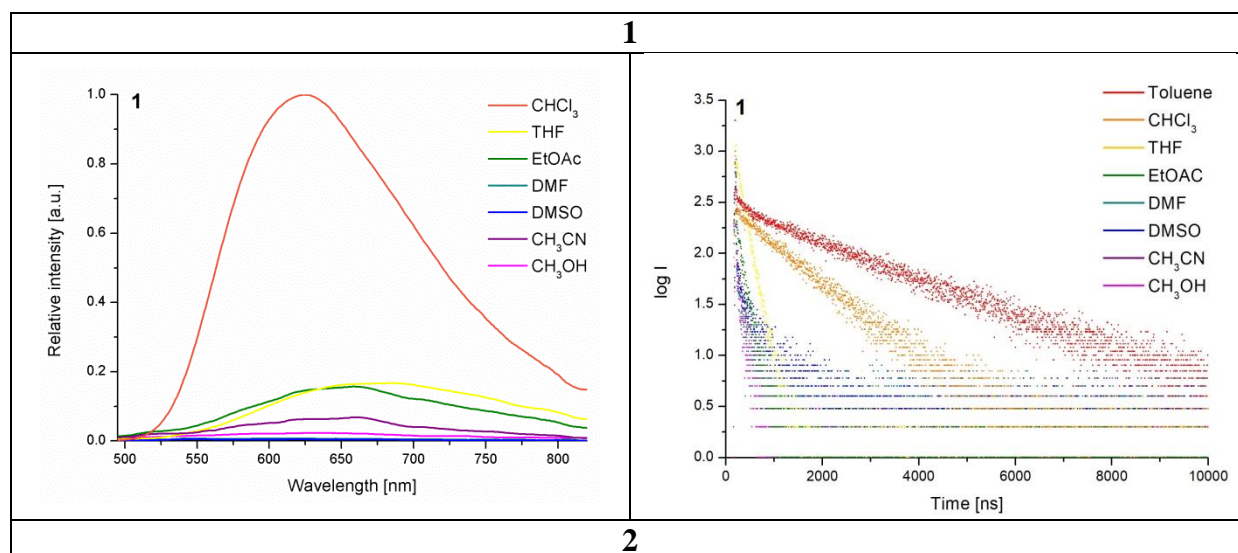 1
1
CHCl₃
THF
EtOAc
DMF
DMSO
CH₃CN
CH₃OH
Relative intensity [a.u.]
1.0
0.8
0.6
0.4
0.2
0.0
500 550 600 650 700 750 800
Wavelength [nm]
1
Toluene
CHCl₃
THF
EtOAC
DMF
DMSO
CH₃CN
CH₃OH
log I
3.5
3.0
2.5
2.0
1.5
1.0
0.5
0.0
0 2000 4000 6000 8000 10000
Time [ns]
2